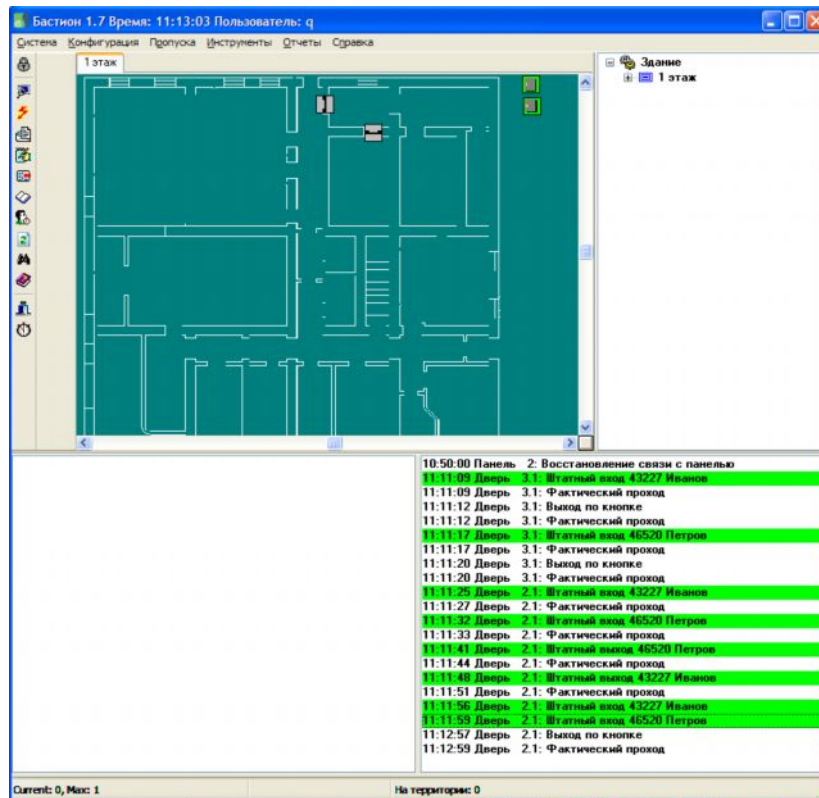 Бастион 1.7 Время: 11:13:03 Пользователь: q
Система Конфигурация Пропуска Инструменты Отчеты Справка
1 этаж
Здание
1 этаж
10:50:00 Панель 2: Восстановление связи с панелью
11:11:09 Дверь 3.1: Штатный вход 43227 Иванов
11:11:09 Дверь 3.1: Фактический проход
11:11:12 Дверь 3.1: Выход по кнопке
11:11:12 Дверь 3.1: Фактический проход
11:11:17 Дверь 3.1: Штатный вход 46520 Петров
11:11:17 Дверь 3.1: Фактический проход
11:11:20 Дверь 3.1: Выход по кнопке
11:11:20 Дверь 3.1: Фактический проход
11:11:25 Дверь 2.1: Штатный вход 43227 Иванов
11:11:27 Дверь 2.1: Фактический проход
11:11:32 Дверь 2.1: Штатный вход 46520 Петров
11:11:33 Дверь 2.1: Фактический проход
11:11:41 Дверь 2.1: Штатный выход 46520 Петров
11:11:44 Дверь 2.1: Фактический проход
11:11:48 Дверь 2.1: Штатный выход 43227 Иванов
11:11:51 Дверь 2.1: Фактический проход
11:11:56 Дверь 2.1: Штатный вход 43227 Иванов
11:11:59 Дверь 2.1: Штатный вход 46520 Петров
11:12:57 Дверь 2.1: Выход по кнопке
11:12:59 Дверь 2.1: Фактический проход
Current: 0, Max: 1 На территории: 0